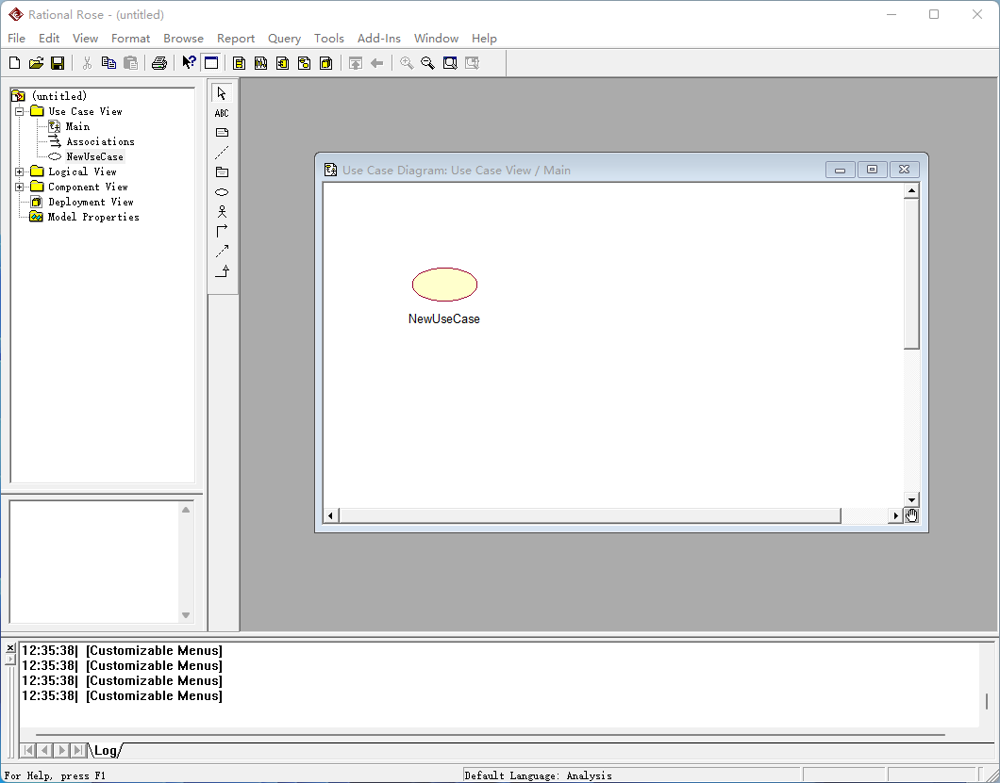 Rational Rose - (untitled)
File Edit View Format Browse Report Query Tools Add-Ins Window Help
(untitled)
Use Case View
Main
Associations
NewUseCase
Logical View
Component View
Deployment View
Model Properties
ABC
Use Case Diagram: Use Case View / Main
NewUseCase
12:35:38| [Customizable Menus]
12:35:38| [Customizable Menus]
12:35:38| [Customizable Menus]
12:35:38| [Customizable Menus]
Log
For Help, press F1
Default Language: Analysis